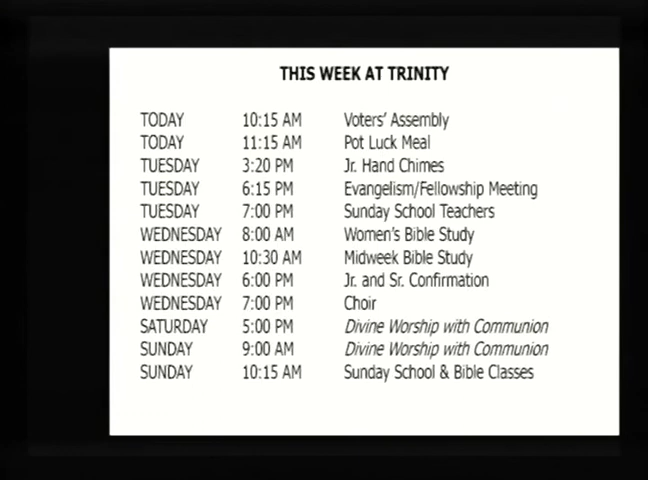 THIS WEEK AT TRINITY
TODAY 10:15 AM Voters' Assembly
TODAY 11:15 AM Pot Luck Meal
TUESDAY 3:20 PM Jr. Hand Chimes
TUESDAY 6:15 PM Evangelism/Fellowship Meeting
TUESDAY 7:00 PM Sunday School Teachers
WEDNESDAY 8:00 AM Women's Bible Study
WEDNESDAY 10:30 AM Midweek Bible Study
WEDNESDAY 6:00 PM Jr. and Sr. Confirmation
WEDNESDAY 7:00 PM Choir
SATURDAY 5:00 PM Divine Worship with Communion
SUNDAY 9:00 AM Divine Worship with Communion
SUNDAY 10:15 AM Sunday School & Bible Classes